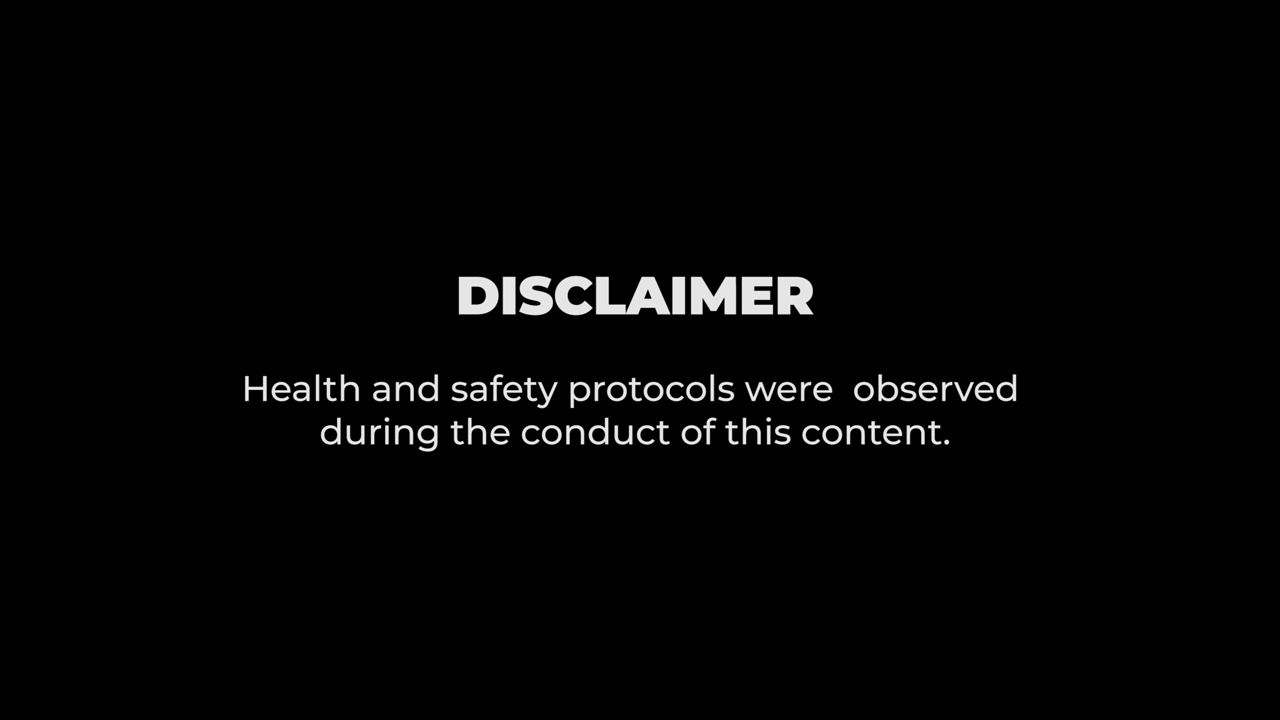 DISCLAIMER
Health and safety protocols were  observed
during the conduct of this content.